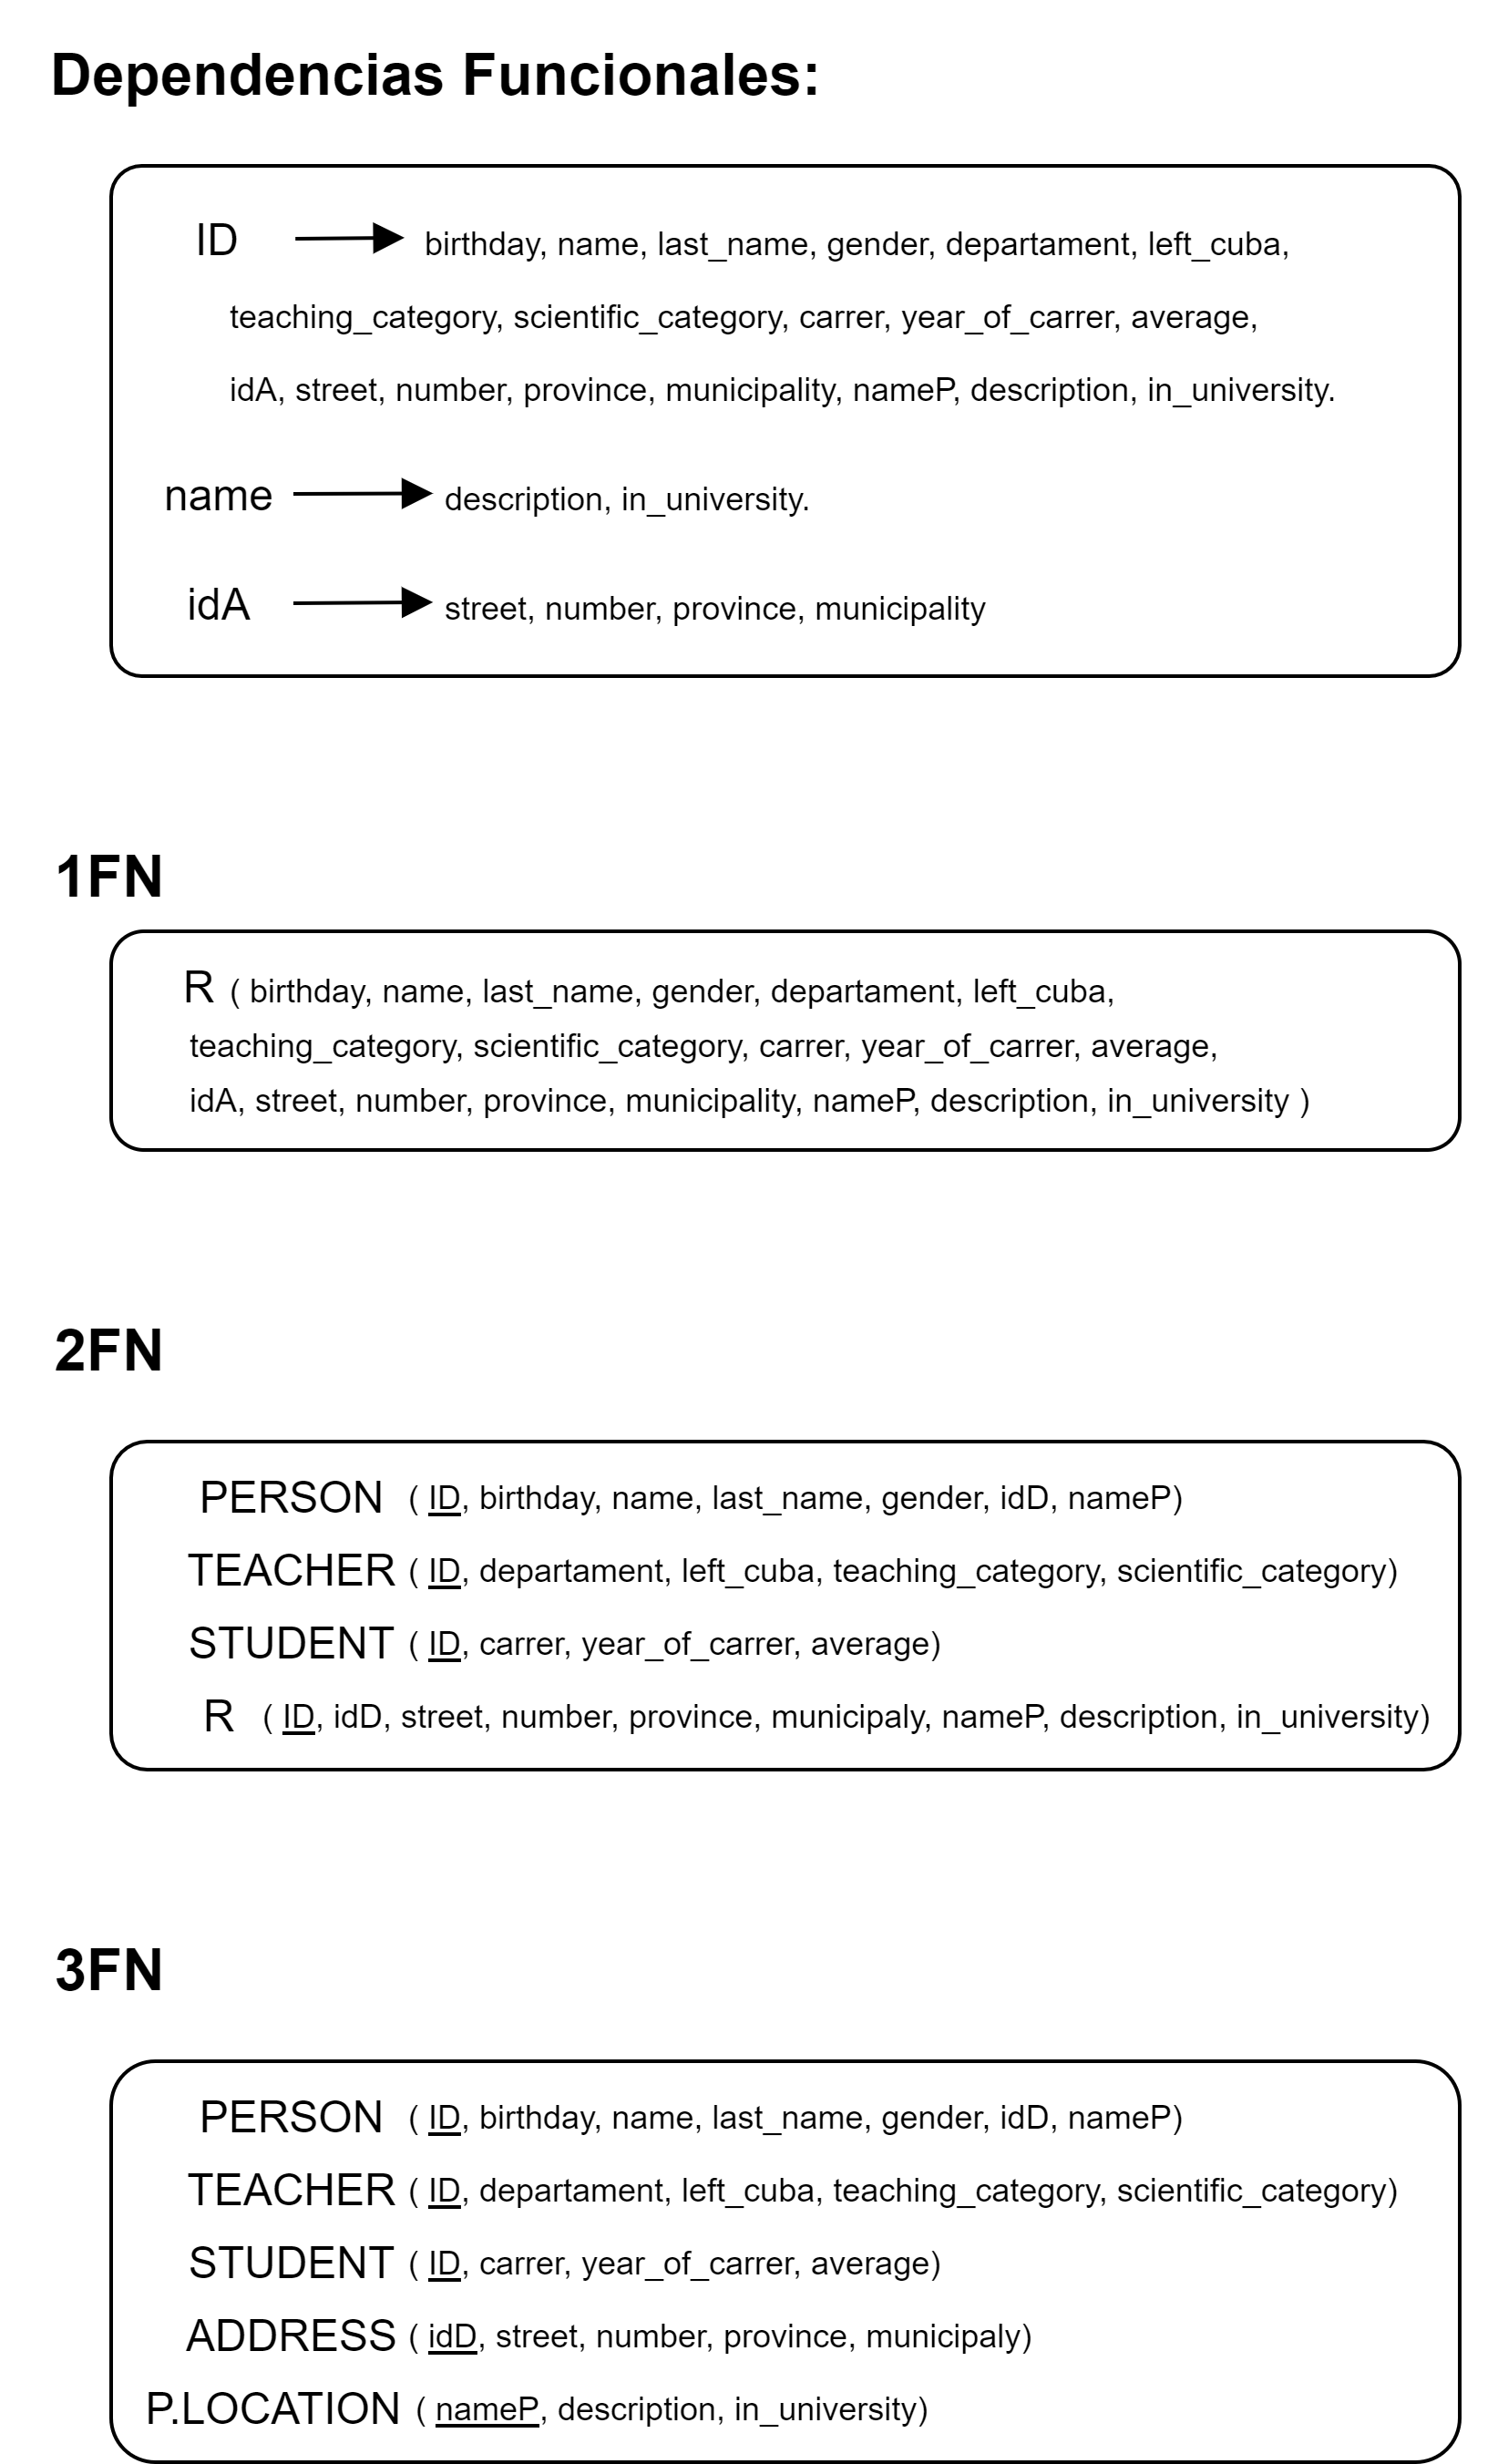 Dependencias Funcionales:
ID birthday, name, last_name, gender, departament, left_cuba,
teaching_category, scientific_category, carrer, year_of_carrer, average,
idA, street, number, province, municipality, nameP, description, in_university.
name description, in_university.
idA street, number, province, municipality
1FN
R ( birthday, name, last_name, gender, departament, left_cuba,
teaching_category, scientific_category, carrer, year_of_carrer, average,
idA, street, number, province, municipality, nameP, description, in_university )
2FN
PERSON ( ID, birthday, name, last_name, gender, idD, nameP)
TEACHER ( ID, departament, left_cuba, teaching_category, scientific_category)
STUDENT ( ID, carrer, year_of_carrer, average)
R ( ID, idD, street, number, province, municipaly, nameP, description, in_university)
3FN
PERSON ( ID, birthday, name, last_name, gender, idD, nameP)
TEACHER ( ID, departament, left_cuba, teaching_category, scientific_category)
STUDENT ( ID, carrer, year_of_carrer, average)
ADDRESS ( idD, street, number, province, municipaly)
P.LOCATION ( nameP, description, in_university)